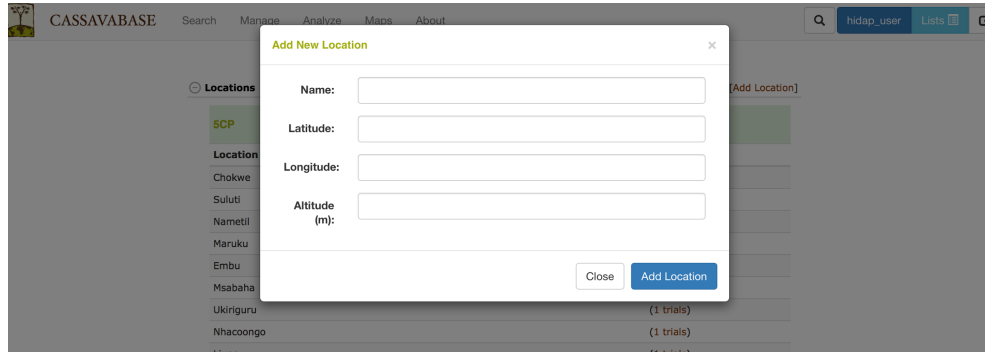 CASSAVABASE Search Manage Analyze Maps About hidap_user Lists
Add New Location ×
Locations [Add Location]
Name:
5CP
Latitude:
Location
Longitude:
Chokwe
Suluti
Altitude
(m):
Nametil
Maruku
Embu
Close Add Location
Msabaha
Ukiriguru (1 trials)
Nhacoongo (1 trials)